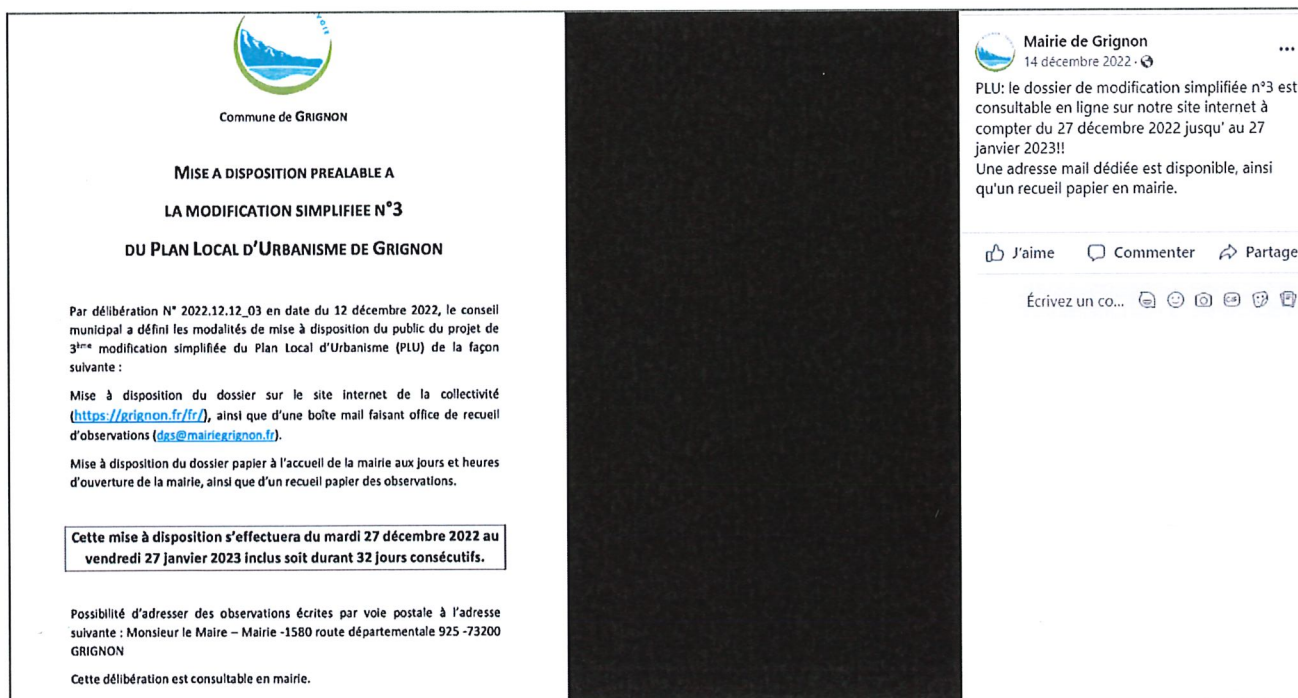 OIE
Commune de GRIGNON
MISE A DISPOSITION PREALABLE A
LA MODIFICATION SIMPLIFIEE N°3
DU PLAN LOCAL D'URBANISME DE GRIGNON
Par délibération N° 2022.12.12_03 en date du 12 décembre 2022, le conseil
municipal a défini les modalités de mise à disposition du public du projet de
3ème modification simplifiée du Plan Local d'Urbanisme (PLU) de la façon
suivante :
Mise à disposition du dossier sur le site internet de la collectivité
(https://grignon.fr/fr/), ainsi que d'une boîte mail faisant office de recueil
d'observations (dgs@mairiegrignon.fr).
Mise à disposition du dossier papier à l'accueil de la mairie aux jours et heures
d'ouverture de la mairie, ainsi que d'un recueil papier des observations.
Cette mise à disposition s'effectuera du mardi 27 décembre 2022 au
vendredi 27 janvier 2023 inclus soit durant 32 jours consécutifs.
Possibilité d'adresser des observations écrites par voie postale à l'adresse
suivante : Monsieur le Maire – Mairie -1580 route départementale 925 -73200
GRIGNON
Cette délibération est consultable en mairie.
Mairie de Grignon
14 décembre 2022 ·
PLU: le dossier de modification simplifiée n°3 est
consultable en ligne sur notre site internet à
compter du 27 décembre 2022 jusqu' au 27
janvier 2023!!
Une adresse mail dédiée est disponible, ainsi
qu'un recueil papier en mairie.
J'aime Commenter Partage
Écrivez un co...